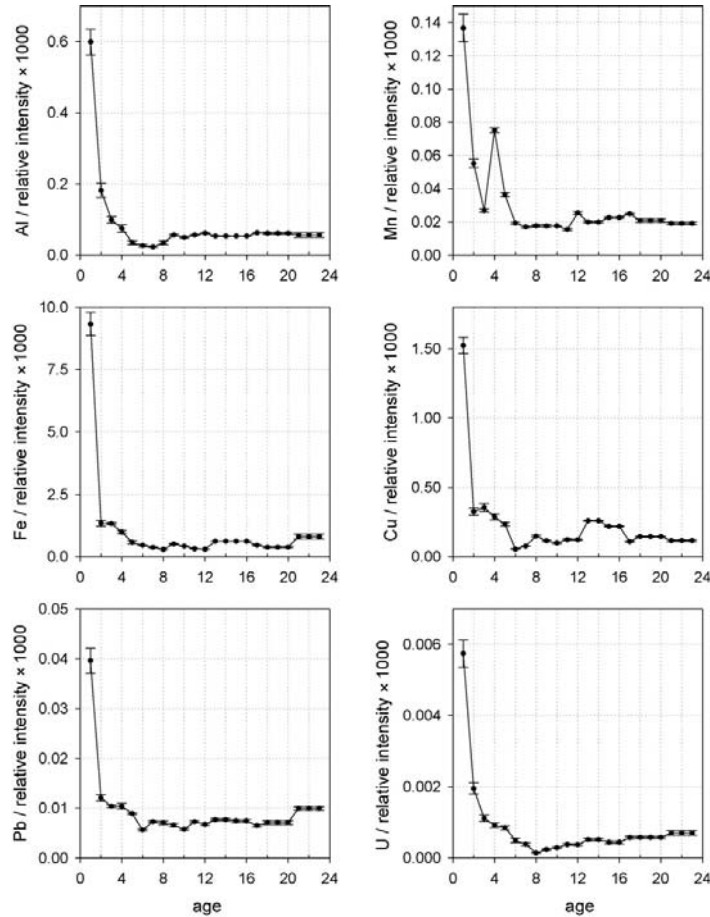 Al / relative intensity × 1000
0.6
0.4
0.2
0.0
0 4 8 12 16 20 24
Mn / relative intensity × 1000
0.14
0.12
0.10
0.08
0.06
0.04
0.02
0.00
0 4 8 12 16 20 24
Fe / relative intensity × 1000
10.0
7.5
5.0
2.5
0.0
0 4 8 12 16 20 24
Cu / relative intensity × 1000
1.50
1.00
0.50
0.00
0 4 8 12 16 20 24
Pb / relative intensity × 1000
0.05
0.04
0.03
0.02
0.01
0.00
0 4 8 12 16 20 24
age
U / relative intensity × 1000
0.006
0.004
0.002
0.000
0 4 8 12 16 20 24
age